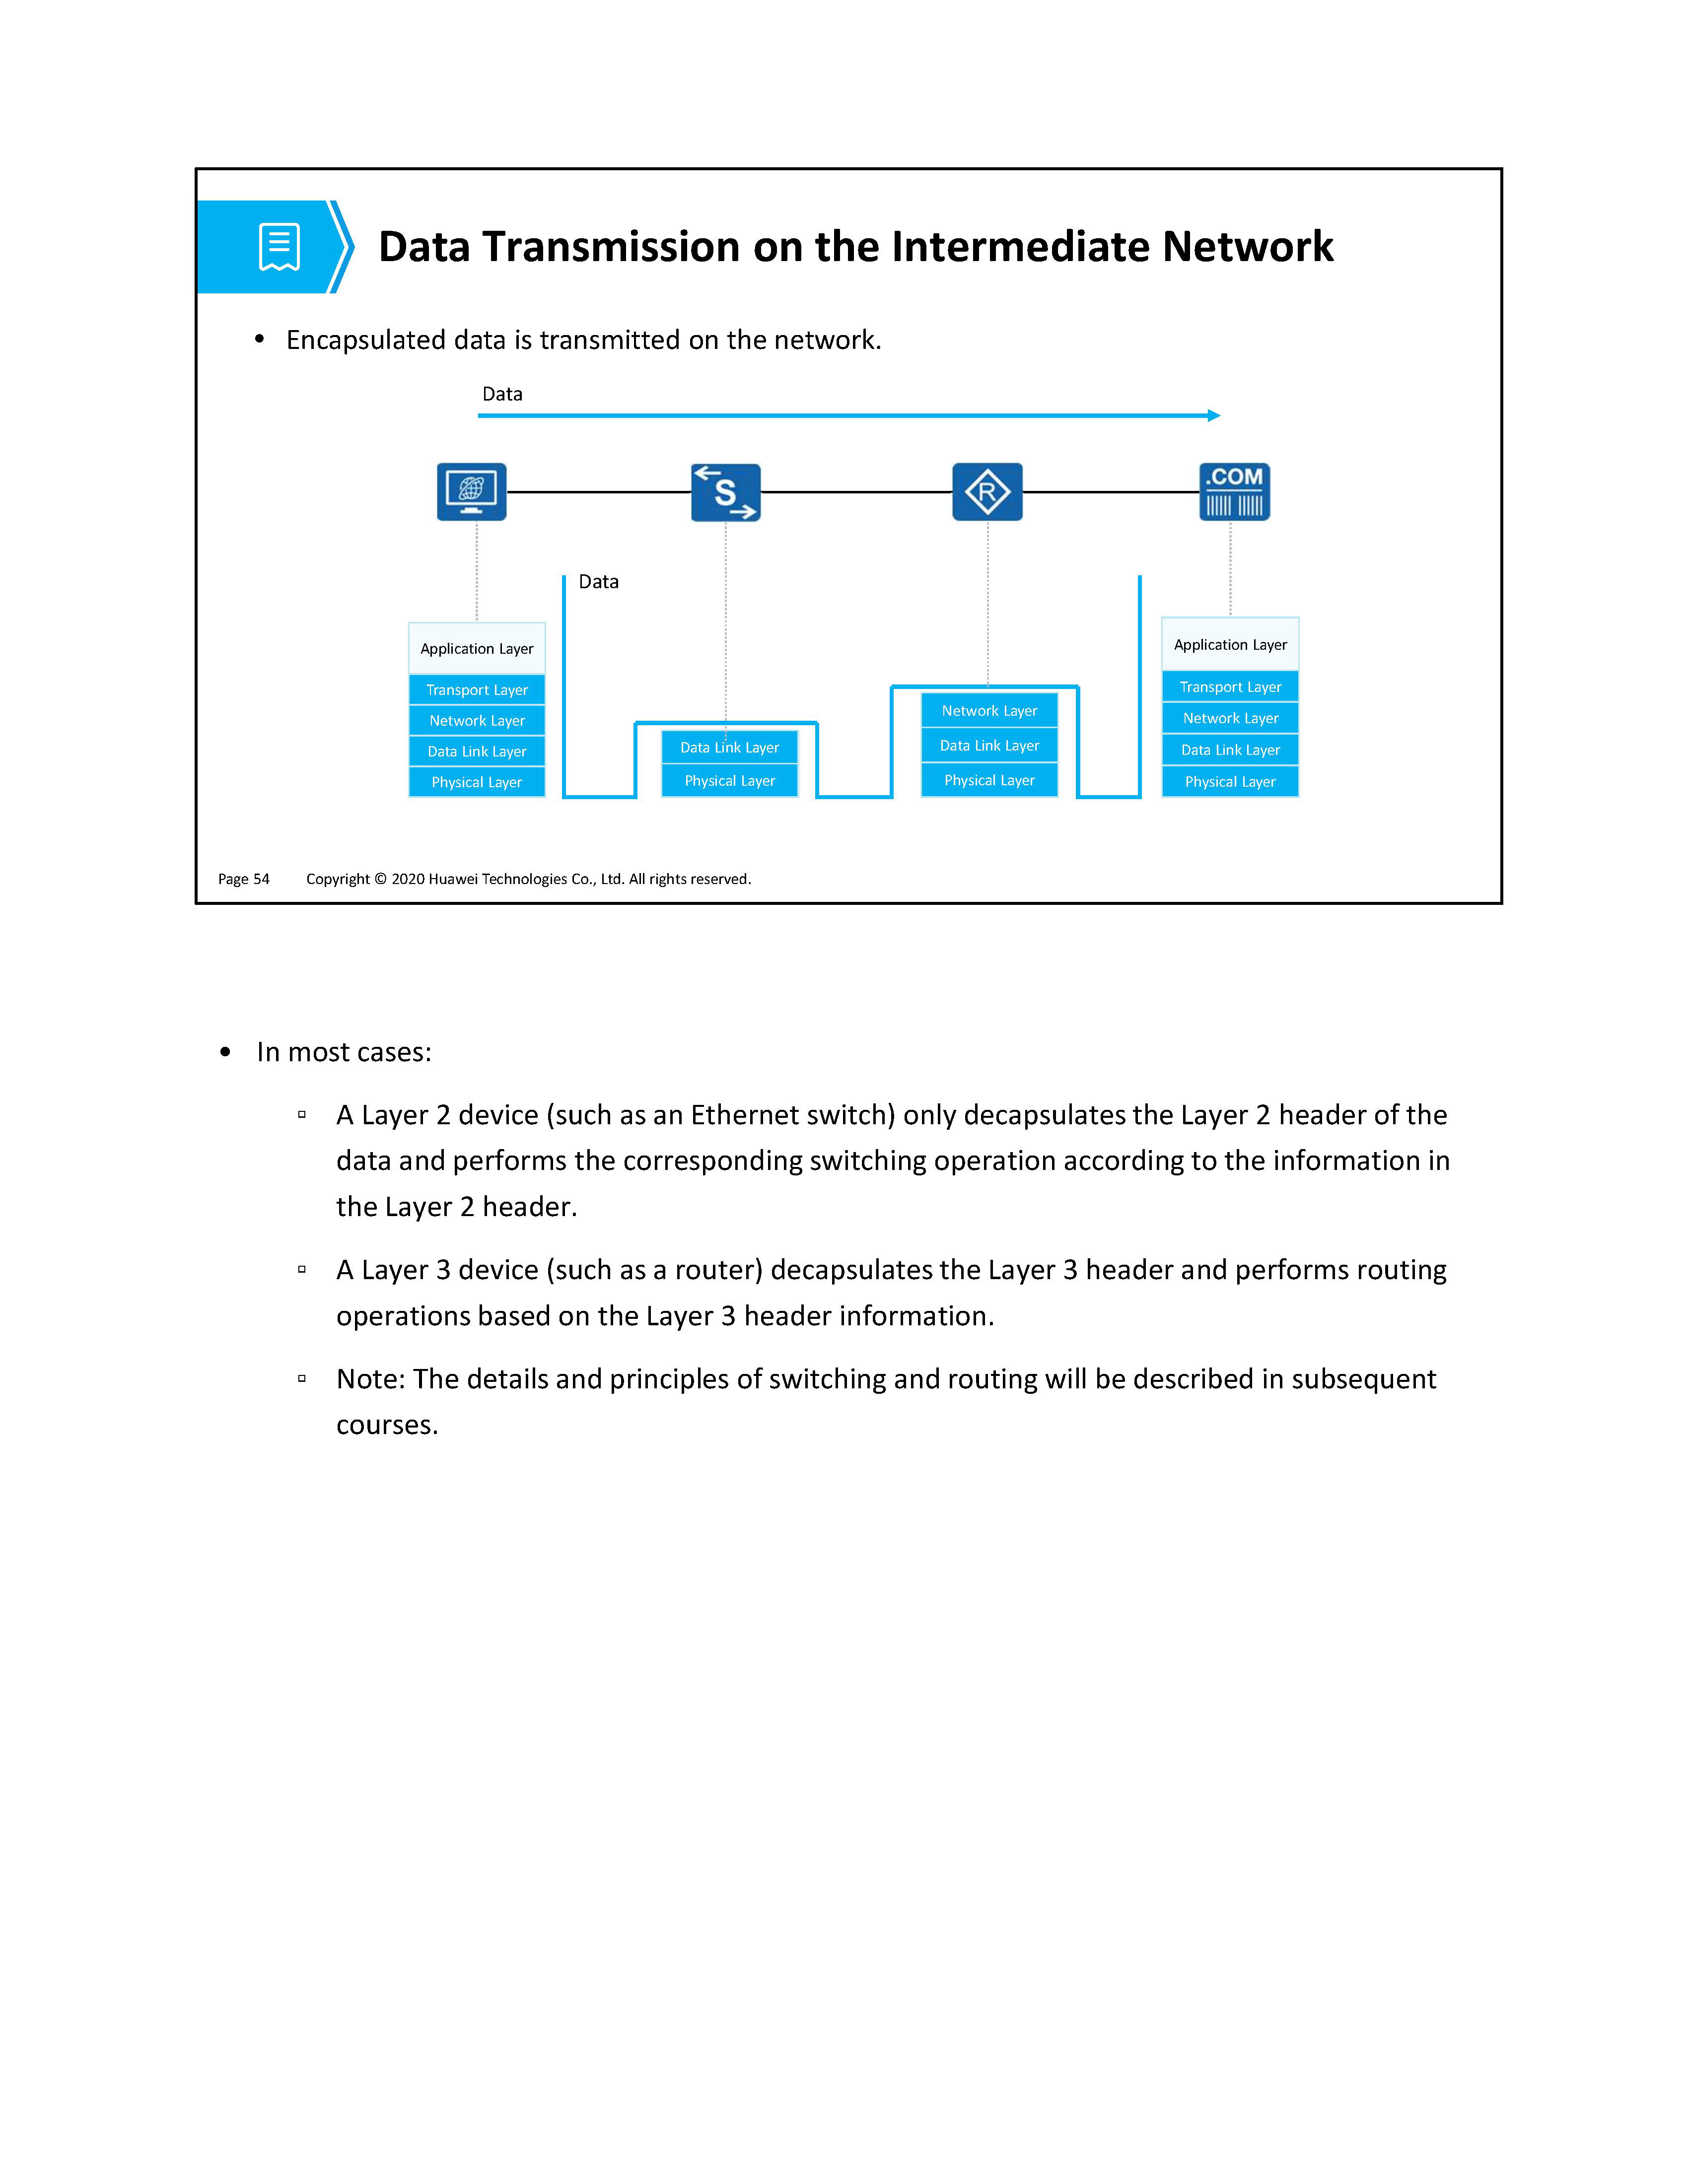 Data Transmission on the Intermediate Network
• Encapsulated data is transmitted on the network.
Data
S
R
.COM
Data
Application Layer
Transport Layer
Network Layer
Data Link Layer
Physical Layer
Data Link Layer
Physical Layer
Network Layer
Data Link Layer
Physical Layer
Application Layer
Transport Layer
Network Layer
Data Link Layer
Physical Layer
Page 54 Copyright © 2020 Huawei Technologies Co., Ltd. All rights reserved.
• In most cases:
▫ A Layer 2 device (such as an Ethernet switch) only decapsulates the Layer 2 header of the
data and performs the corresponding switching operation according to the information in
the Layer 2 header.
▫ A Layer 3 device (such as a router) decapsulates the Layer 3 header and performs routing
operations based on the Layer 3 header information.
▫ Note: The details and principles of switching and routing will be described in subsequent
courses.